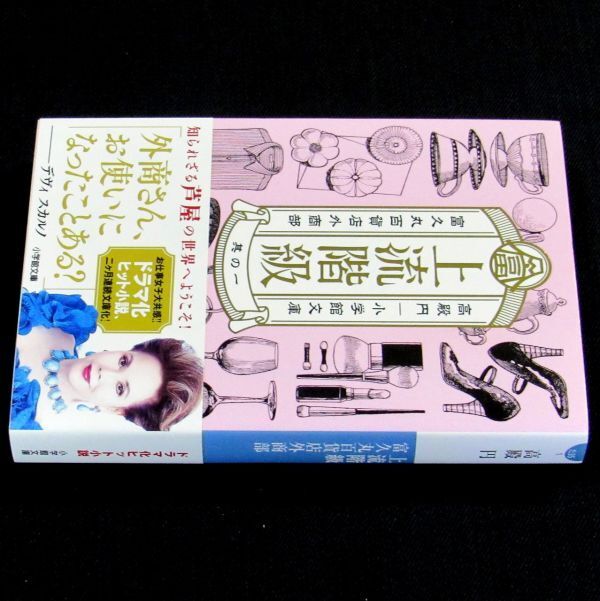 富久丸百貨店外商部
上流階級
其の一
高殿円
小学館文庫
富
知られざる芦屋の世界へようこそ!
外商さん、
お使いに
なったことある?
デヴィ スカルノ
小学館文庫
お仕事女子大共感!!
ドラマ化
ヒット小説、
二ヶ月連続文庫化!
高殿 円
上流階級
富久丸百貨店外商部
ドラマ化ヒット小説
小学館文庫